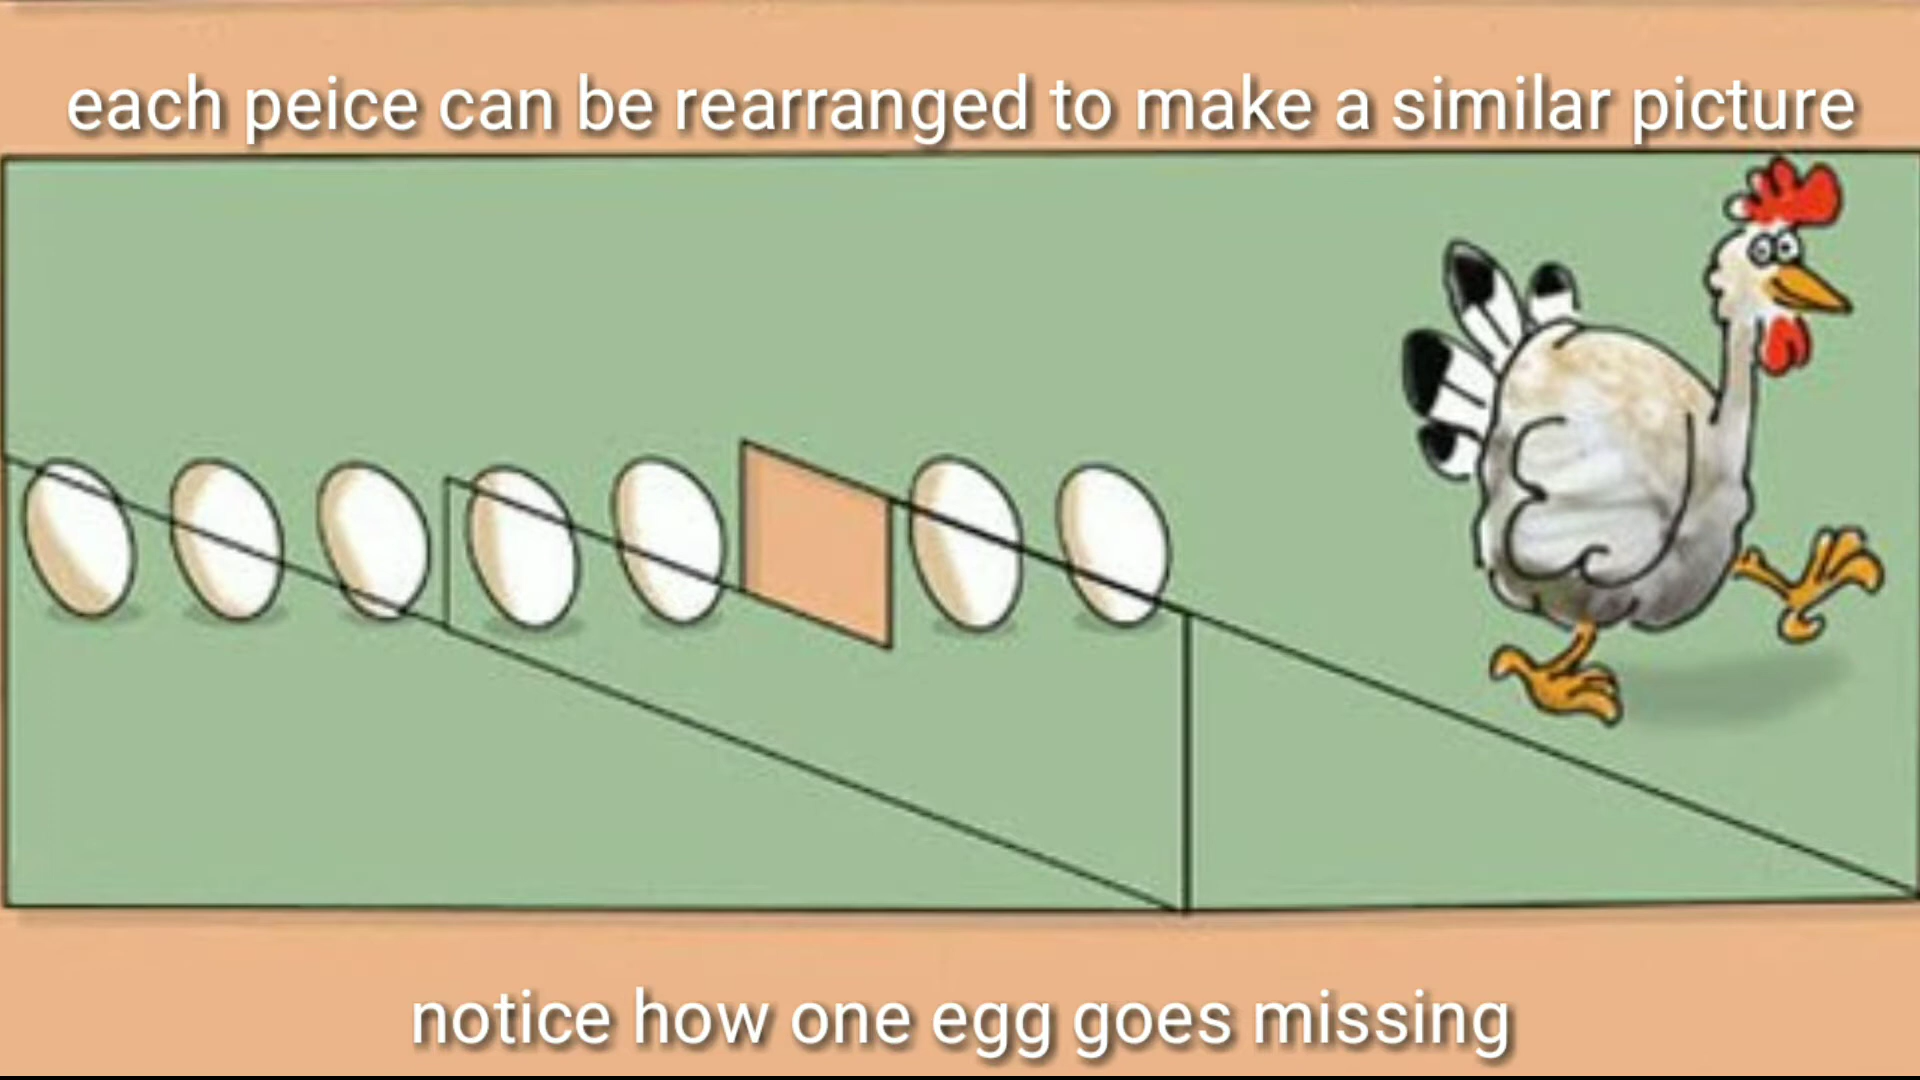 each peice can be rearranged to make a similar picture
notice how one egg goes missing